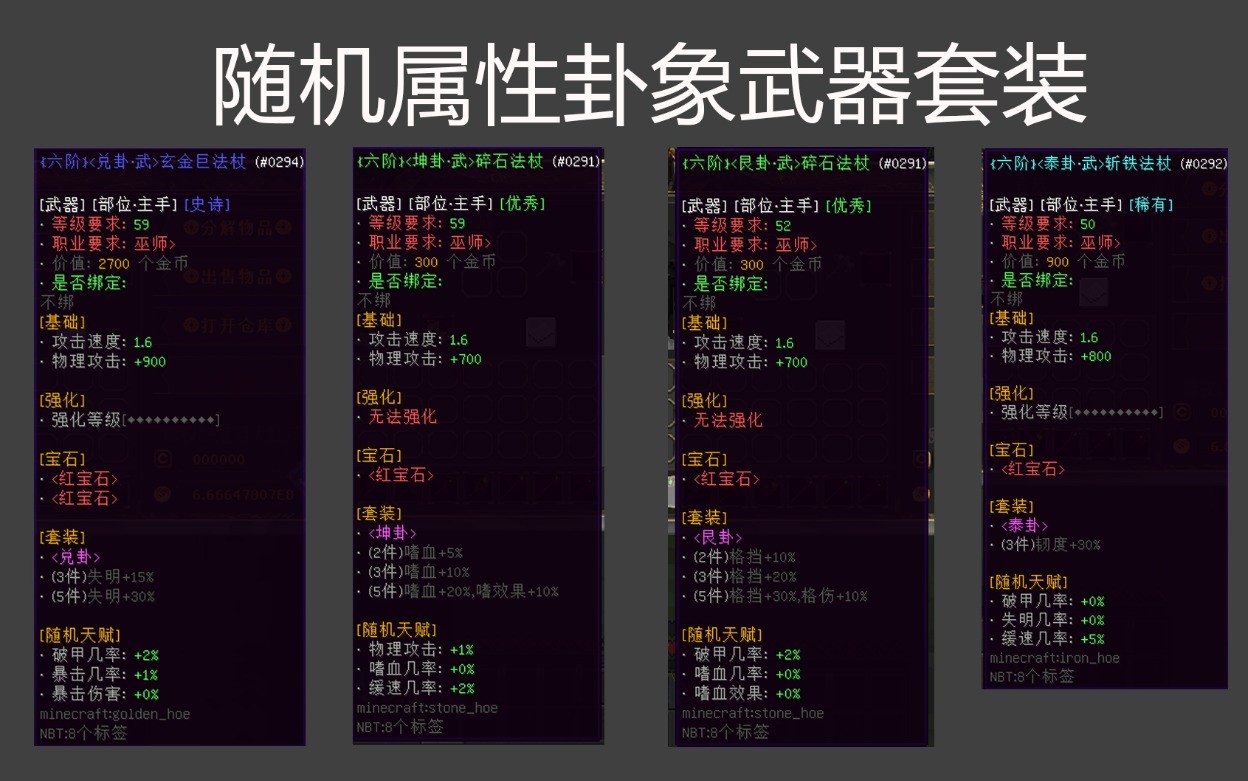 随机属性卦象武器套装
{六阶}<兑卦·武>玄金巨法杖 (#0294)
[武器] [部位·主手] [史诗]
· 等级要求: 59
· 职业要求: 巫师>
· 价值: 2700 个金币
· 是否绑定:
不绑
[基础]
· 攻击速度: 1.6
· 物理攻击: +900
[强化]
· 强化等级[◆◆◆◆◆◆◆◆◆◆]
[宝石]
· <红宝石>
· <红宝石>
[套装]
· <兑卦>
· (3件)失明+15%
· (5件)失明+30%
[随机天赋]
· 破甲几率: +2%
· 暴击几率: +1%
· 暴击伤害: +0%
minecraft:golden_hoe
NBT:8个标签
{六阶}<坤卦·武>碎石法杖 (#0291)
[武器] [部位·主手] [优秀]
· 等级要求: 59
· 职业要求: 巫师>
· 价值: 300 个金币
· 是否绑定:
不绑
[基础]
· 攻击速度: 1.6
· 物理攻击: +700
[强化]
· 无法强化
[宝石]
· <红宝石>
[套装]
· <坤卦>
· (2件)嗜血+5%
· (3件)嗜血+10%
· (5件)嗜血+20%,嗜效果+10%
[随机天赋]
· 物理攻击: +1%
· 嗜血几率: +0%
· 缓速几率: +2%
minecraft:stone_hoe
NBT:8个标签
{六阶}<艮卦·武>碎石法杖 (#0291)
[武器] [部位·主手] [优秀]
· 等级要求: 52
· 职业要求: 巫师>
· 价值: 300 个金币
· 是否绑定:
不绑
[基础]
· 攻击速度: 1.6
· 物理攻击: +700
[强化]
· 无法强化
[宝石]
· <红宝石>
[套装]
· <艮卦>
· (2件)格挡+10%
· (3件)格挡+20%
· (5件)格挡+30%,格伤+10%
[随机天赋]
· 破甲几率: +2%
· 嗜血几率: +0%
· 嗜血效果: +0%
minecraft:stone_hoe
NBT:8个标签
{六阶}<泰卦·武>斩铁法杖 (#0292)
[武器] [部位·主手] [稀有]
· 等级要求: 50
· 职业要求: 巫师>
· 价值: 900 个金币
· 是否绑定:
不绑
[基础]
· 攻击速度: 1.6
· 物理攻击: +800
[强化]
· 强化等级[◆◆◆◆◆◆◆◆◆◆]
[宝石]
· <红宝石>
[套装]
· <泰卦>
· (3件)韧度+30%
[随机天赋]
· 破甲几率: +0%
· 失明几率: +0%
· 缓速几率: +5%
minecraft:iron_hoe
NBT:8个标签